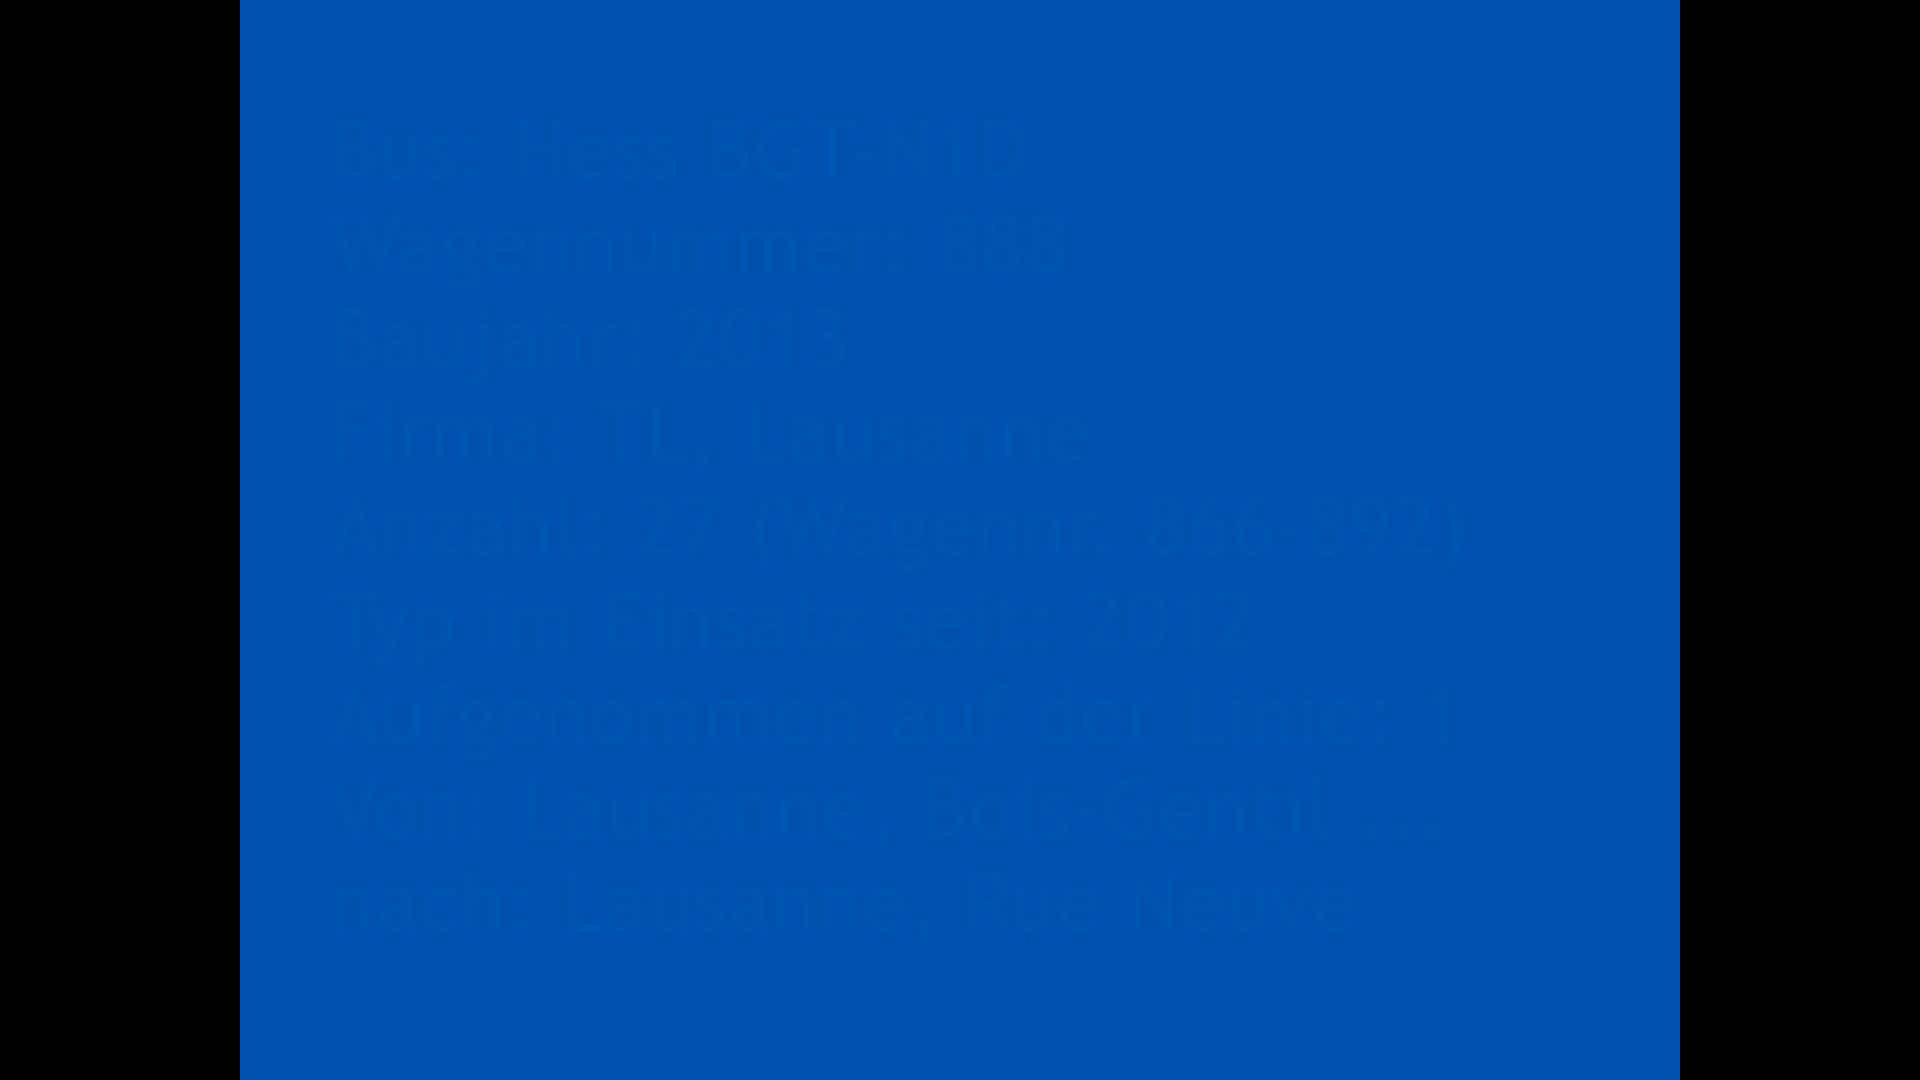 Bus: Hess BGT-N1D
Wagennummer: 888
Baujahr: 2013
Firma: TL, Lausanne
Anzahl: 27 (Wagennr. 866-892)
Typ im Einsatz seit: 2012
Aufgenommen auf der Linie: 1
Von: Lausanne, Bois-Gentil ...
nach: Lausanne, Rue Neuve